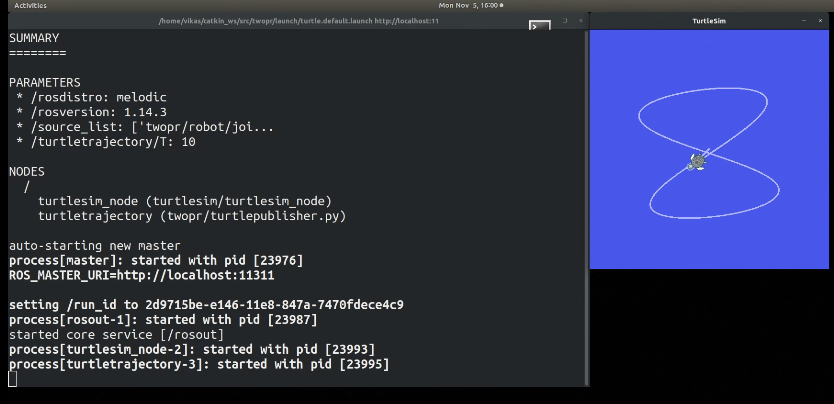 Activities
Mon Nov 5, 16:00
/home/vikas/catkin_ws/src/twopr/launch/turtle.default.launch http://localhost:11
TurtleSim
SUMMARY
========
PARAMETERS
* /rosdistro: melodic
* /rosversion: 1.14.3
* /source_list: ['twopr/robot/joi...
* /turtletrajectory/T: 10
NODES
/
turtlesim_node (turtlesim/turtlesim_node)
turtletrajectory (twopr/turtlepublisher.py)
auto-starting new master
process[master]: started with pid [23976]
ROS_MASTER_URI=http://localhost:11311
setting /run_id to 2d9715be-e146-11e8-847a-7470fdece4c9
process[rosout-1]: started with pid [23987]
started core service [/rosout]
process[turtlesim_node-2]: started with pid [23993]
process[turtletrajectory-3]: started with pid [23995]